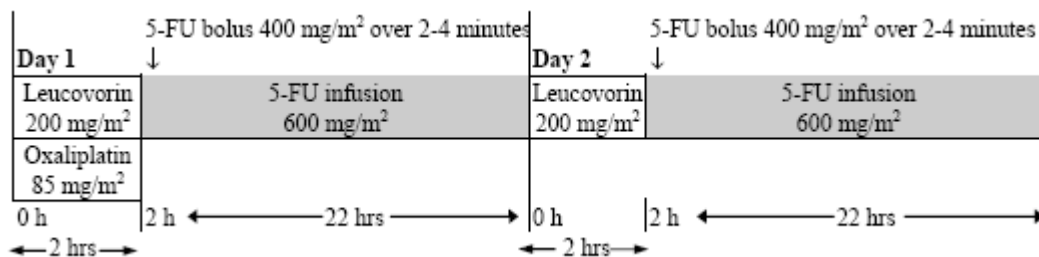 5-FU bolus 400 mg/m² over 2-4 minutes 5-FU bolus 400 mg/m² over 2-4 minutes
Day 1 ↓ Day 2 ↓
Leucovorin 5-FU infusion Leucovorin 5-FU infusion
200 mg/m² 600 mg/m² 200 mg/m² 600 mg/m²
Oxaliplatin
85 mg/m²
0 h 2 h 22 hrs 0 h 2 h 22 hrs
2 hrs 2 hrs